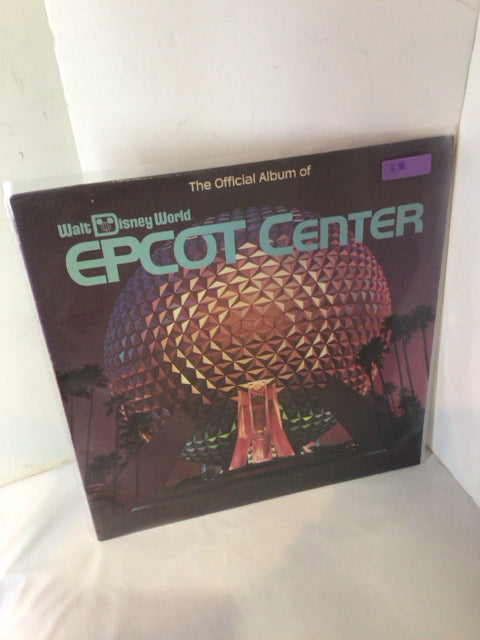 The Official Album of
Walt Disney World
EPCOT CENTER